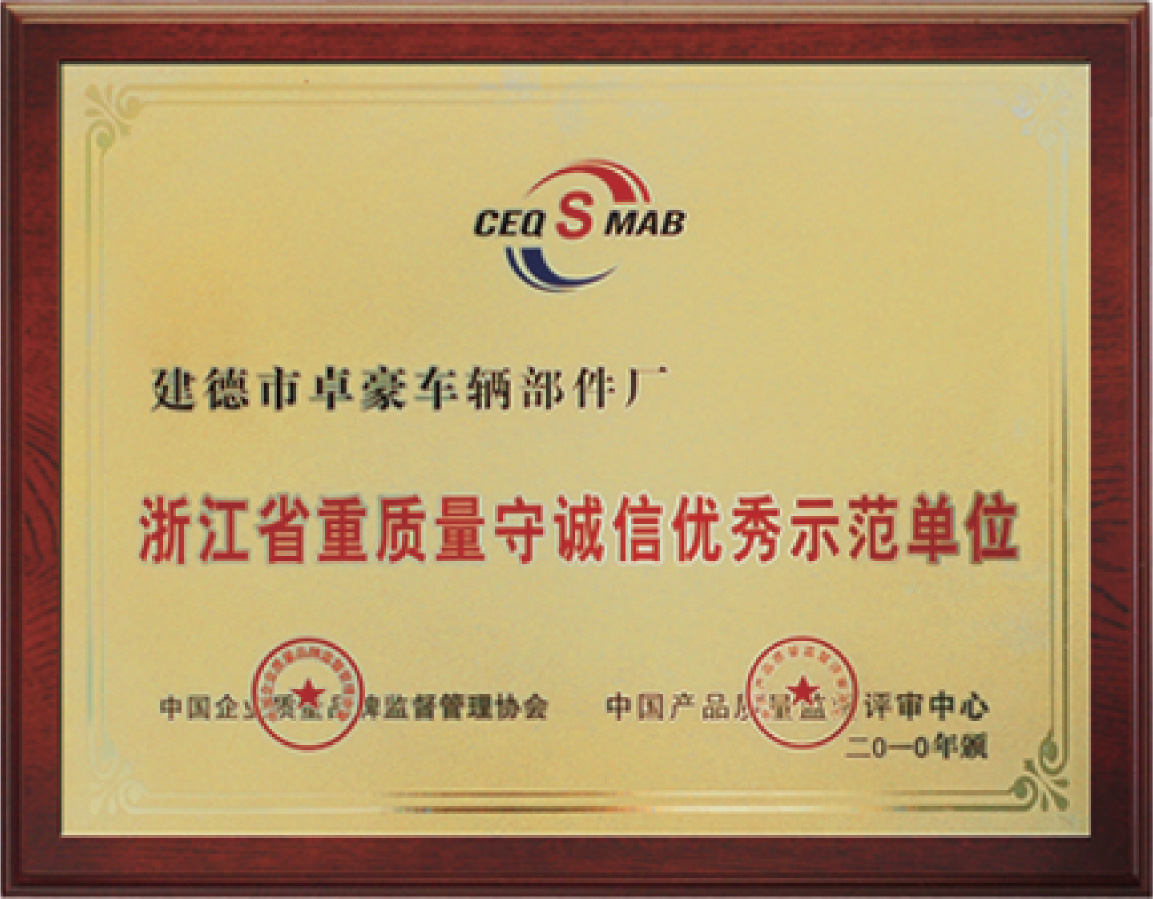 CEQ S MAB
建德市卓豪车辆部件厂
浙江省重质量守诚信优秀示范单位
中国企业质量品牌监督管理协会 中国产品质量监督评审中心
二0一0年颁